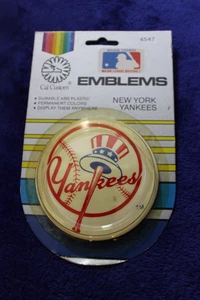 6547
Cal Custom
EMBLEMS
• DURABLE ABS PLASTIC
• PERMANENT COLORS
• DISPLAY THEM ANYWHERE
NEW YORK
YANKEES
Yankees
TM